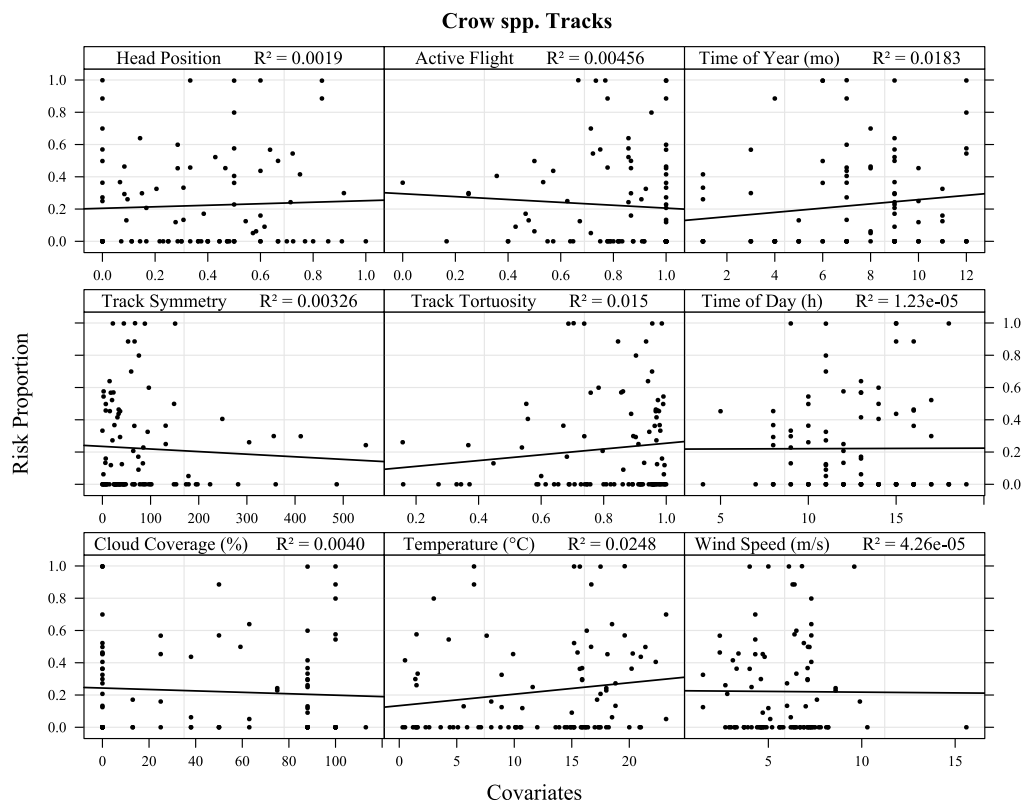 Crow spp. Tracks
Head Position R² = 0.0019
Active Flight R² = 0.00456
Time of Year (mo) R² = 0.0183
1.0
0.8
0.6
0.4
0.2
0.0
0.0 0.2 0.4 0.6 0.8 1.0
0.0 0.2 0.4 0.6 0.8 1.0
2 4 6 8 10 12
Track Symmetry R² = 0.00326
Track Tortuosity R² = 0.015
Time of Day (h) R² = 1.23e-05
1.0
0.8
0.6
0.4
0.2
0.0
0 100 200 300 400 500
0.2 0.4 0.6 0.8 1.0
5 10 15
Risk Proportion
Cloud Coverage (%) R² = 0.0040
Temperature (°C) R² = 0.0248
Wind Speed (m/s) R² = 4.26e-05
1.0
0.8
0.6
0.4
0.2
0.0
0 20 40 60 80 100
0 5 10 15 20
5 10 15
Covariates